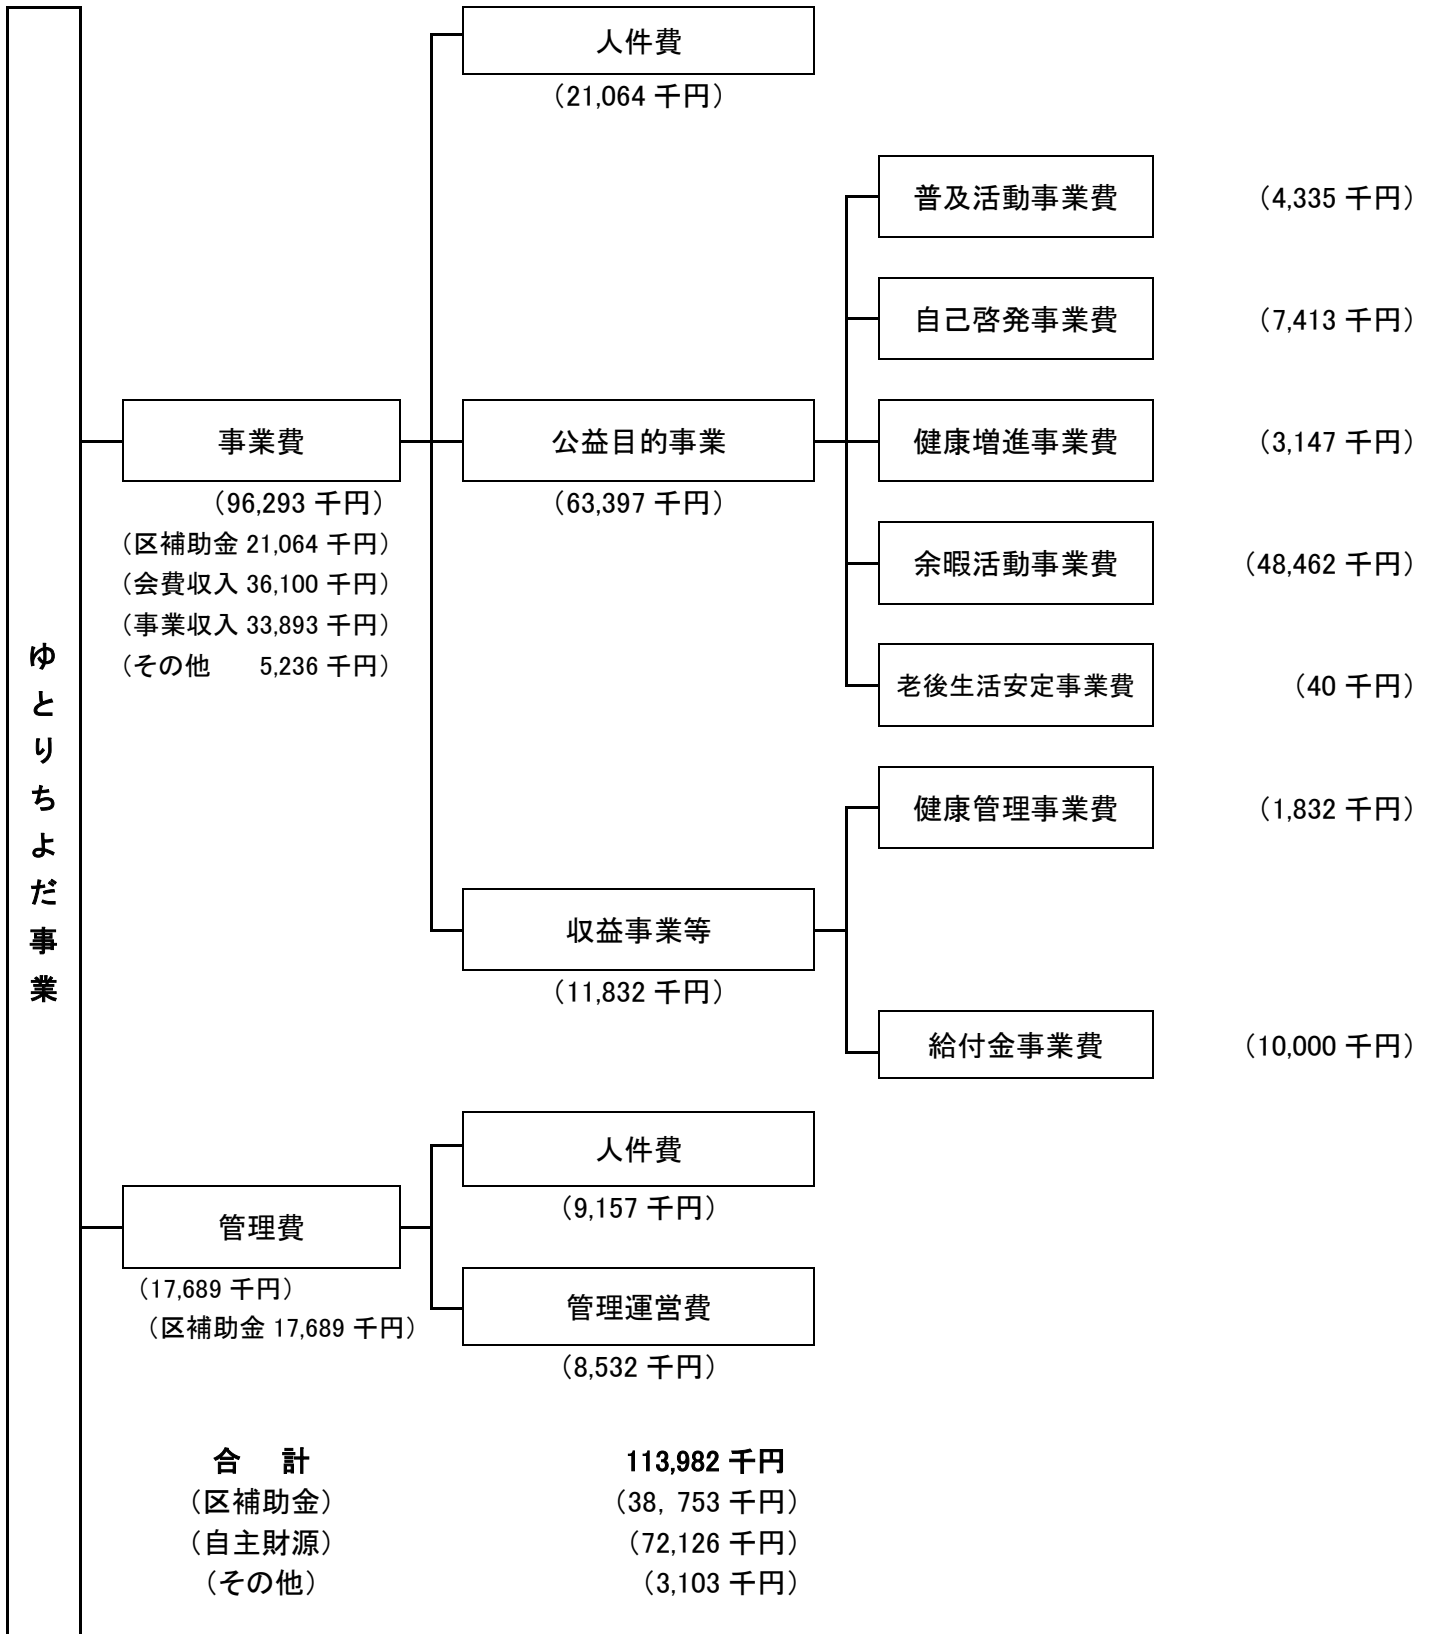 ゆとりちよだ事業
人件費
（21,064 千円）
普及活動事業費 （4,335 千円）
自己啓発事業費 （7,413 千円）
事業費
（96,293 千円）
（区補助金 21,064 千円）
（会費収入 36,100 千円）
（事業収入 33,893 千円）
（その他　　5,236 千円）
公益目的事業
（63,397 千円）
健康増進事業費 （3,147 千円）
余暇活動事業費 （48,462 千円）
老後生活安定事業費 （40 千円）
健康管理事業費 （1,832 千円）
収益事業等
（11,832 千円）
給付金事業費 （10,000 千円）
人件費
（9,157 千円）
管理費
（17,689 千円）
（区補助金 17,689 千円）
管理運営費
（8,532 千円）
合　計 113,982 千円
（区補助金） （38, 753 千円）
（自主財源） （72,126 千円）
（その他） （3,103 千円）